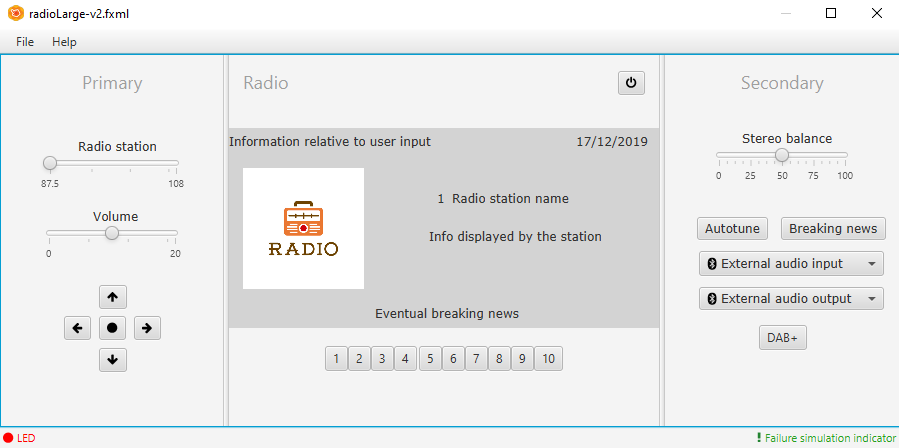 radioLarge-v2.fxml
File Help
Primary
Radio station
87.5 108
Volume
0 20
Radio
Information relative to user input 17/12/2019
RADIO
1 Radio station name
Info displayed by the station
Eventual breaking news
1 2 3 4 5 6 7 8 9 10
Secondary
Stereo balance
0 25 50 75 100
Autotune Breaking news
External audio input
External audio output
DAB+
LED
! Failure simulation indicator